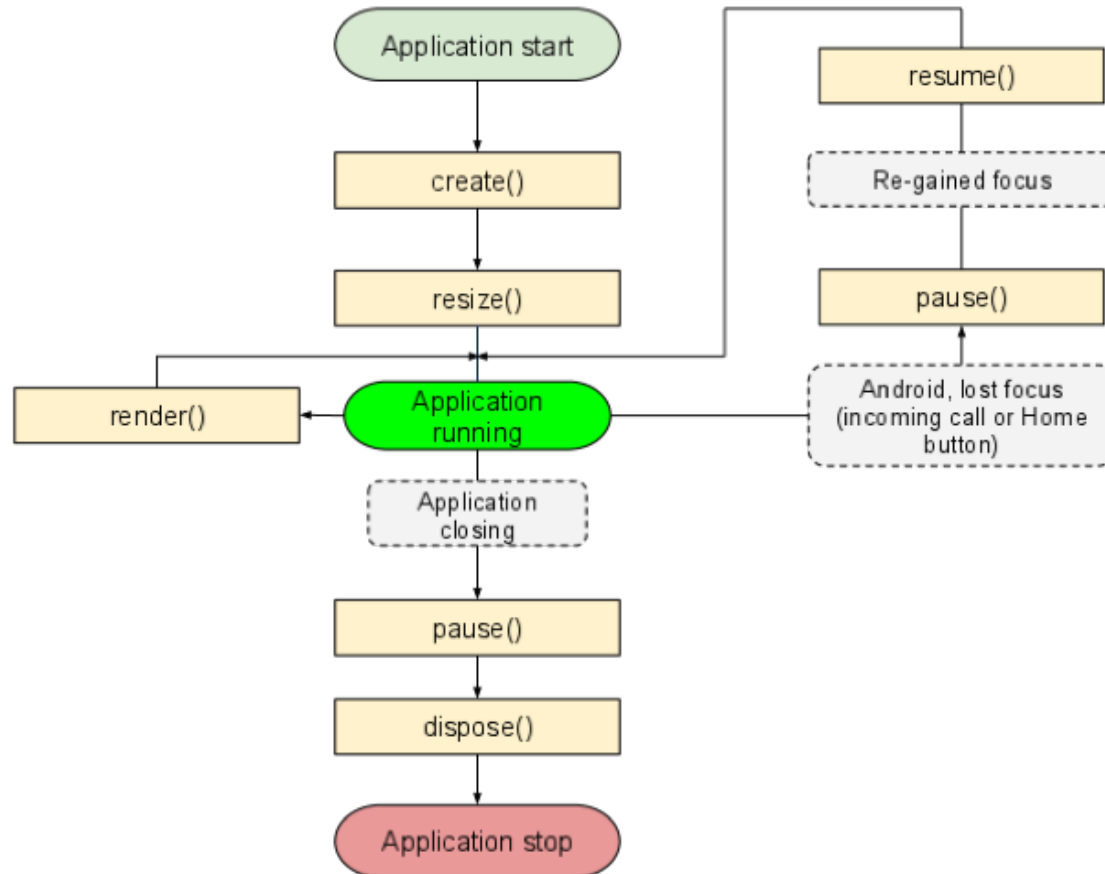 Application start
resume()
create()
Re-gained focus
resize()
pause()
render()
Application
running
Android, lost focus
(incoming call or Home
button)
Application
closing
pause()
dispose()
Application stop